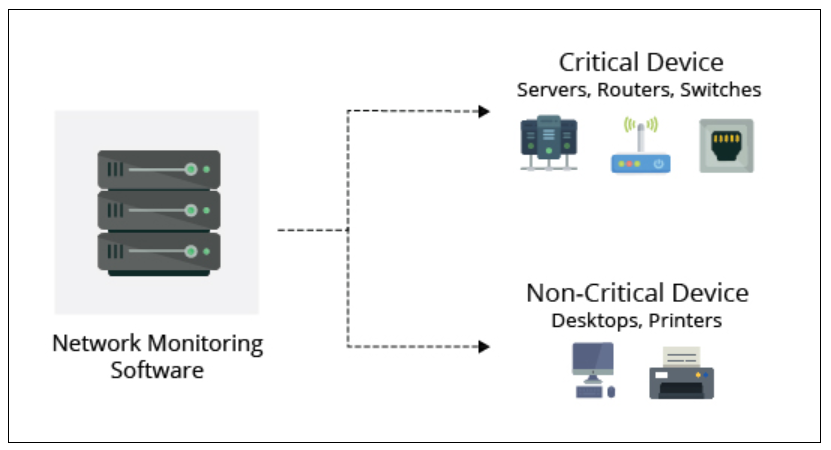 Critical Device
Servers, Routers, Switches
Non-Critical Device
Desktops, Printers
Network Monitoring
Software